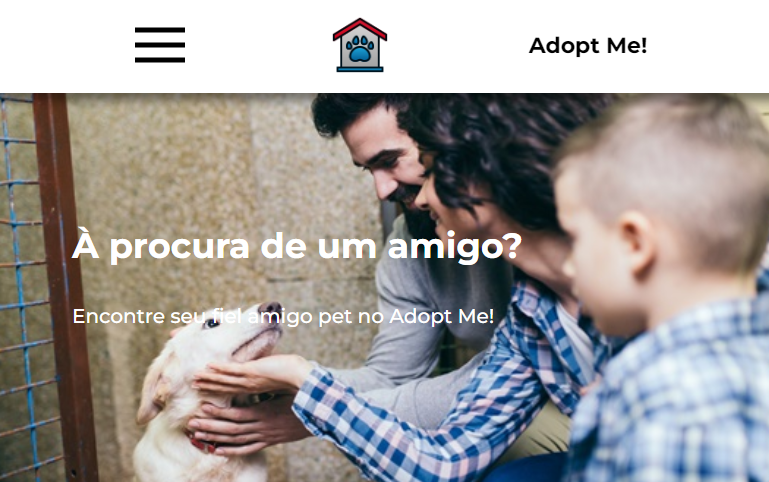 Adopt Me!
À procura de um amigo?
Encontre seu fiel amigo pet no Adopt Me!